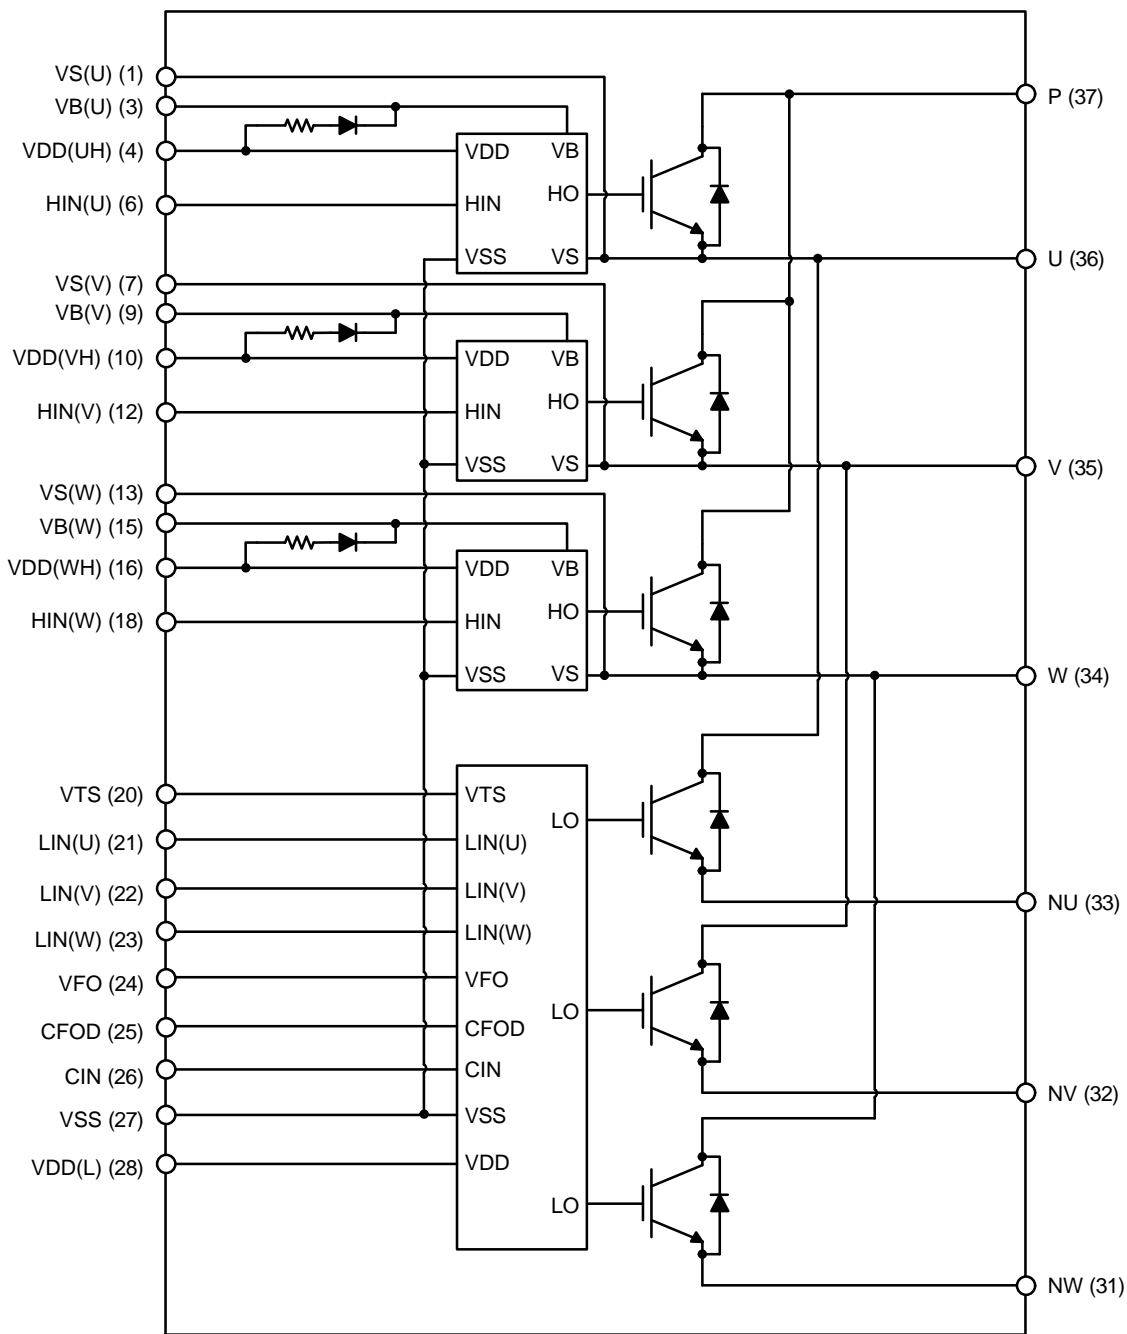 VS(U) (1)
VB(U) (3)
VDD(UH) (4)
HIN(U) (6)
VS(V) (7)
VB(V) (9)
VDD(VH) (10)
HIN(V) (12)
VS(W) (13)
VB(W) (15)
VDD(WH) (16)
HIN(W) (18)
VTS (20)
LIN(U) (21)
LIN(V) (22)
LIN(W) (23)
VFO (24)
CFOD (25)
CIN (26)
VSS (27)
VDD(L) (28)
VDD VB
HO
HIN
VSS VS
VDD VB
HO
HIN
VSS VS
VDD VB
HO
HIN
VSS VS
VTS
LO
LIN(U)
LIN(V)
LIN(W)
VFO
LO
CFOD
CIN
VSS
VDD
LO
P (37)
U (36)
V (35)
W (34)
NU (33)
NV (32)
NW (31)